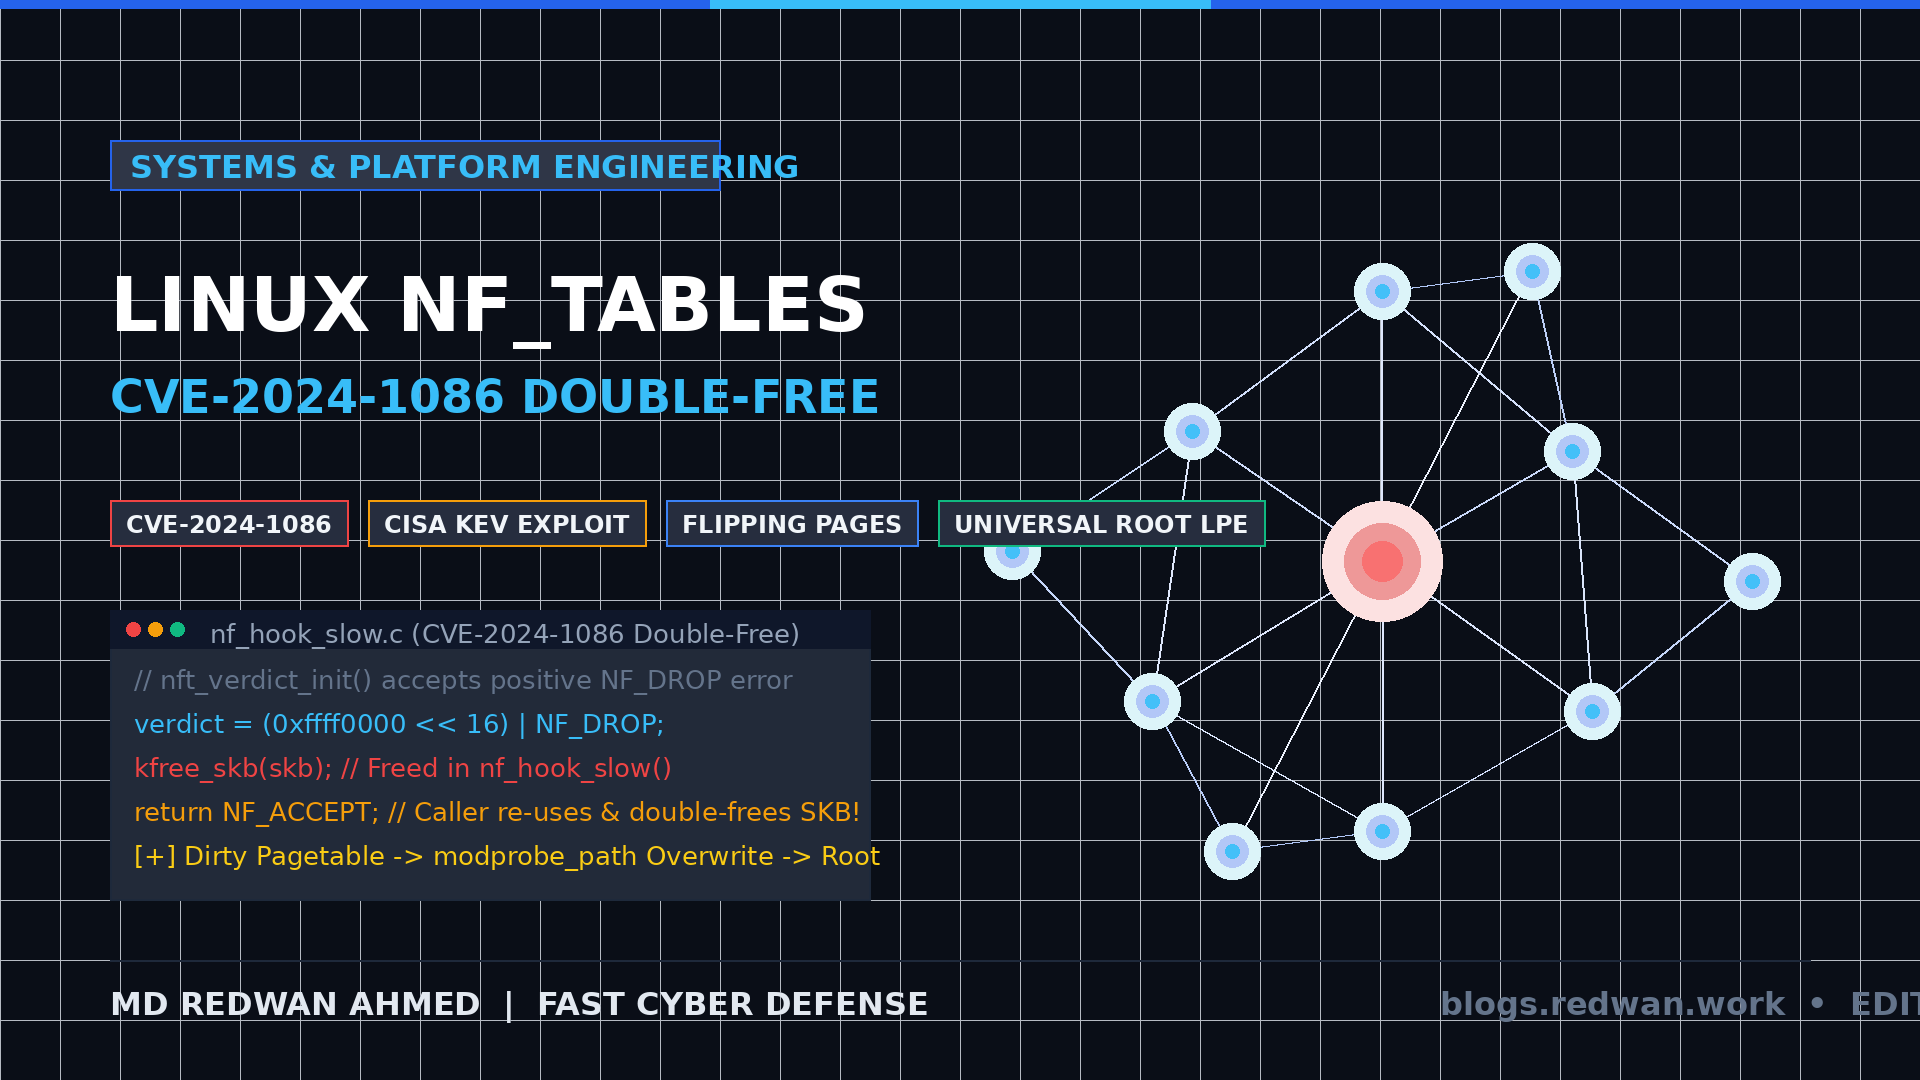 SYSTEMS & PLATFORM ENGINEERING
LINUX NF_TABLES
CVE-2024-1086 DOUBLE-FREE
CVE-2024-1086 CISA KEV EXPLOIT FLIPPING PAGES UNIVERSAL ROOT LPE
nf_hook_slow.c (CVE-2024-1086 Double-Free)
// nft_verdict_init() accepts positive NF_DROP error
verdict = (0xffff0000 << 16) | NF_DROP;
kfree_skb(skb); // Freed in nf_hook_slow()
return NF_ACCEPT; // Caller re-uses & double-frees SKB!
[+] Dirty Pagetable -> modprobe_path Overwrite -> Root
MD REDWAN AHMED | FAST CYBER DEFENSE
blogs.redwan.work •